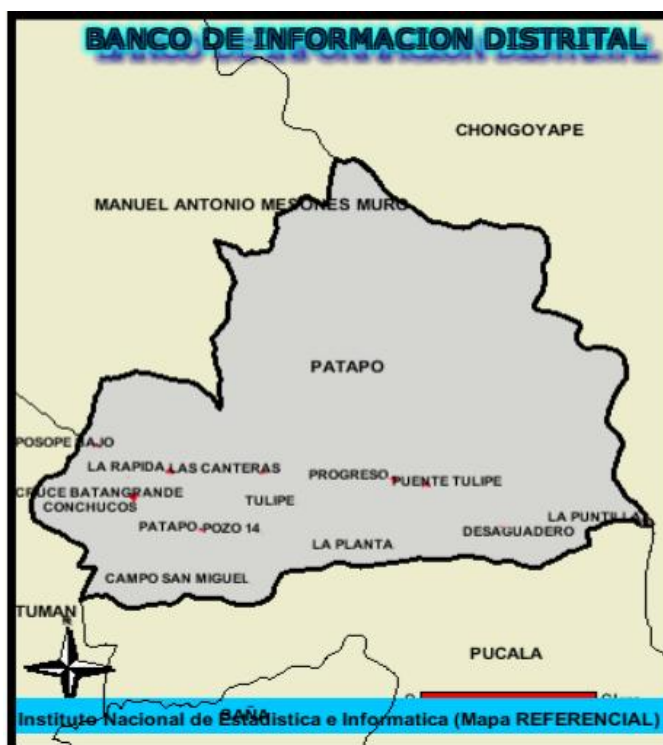 BANCO DE INFORMACION DISTRITAL
CHONGOYAPE
MANUEL ANTONIO MESONES MURO
PATAPO
POSOPE BAJO
LA RAPIDA
LAS CANTERAS
PROGRESO
PUENTE TULIPE
CRUCE BATANGRANDE
CONCHUCOS
TULIPE
LA PUNTILLA
PATAPO
POZO 14
DESAGUADERO
LA PLANTA
CAMPO SAN MIGUEL
TUMAN
N
PUCALA
SAÑA
Instituto Nacional de Estadistica e Informatica (Mapa REFERENCIAL)